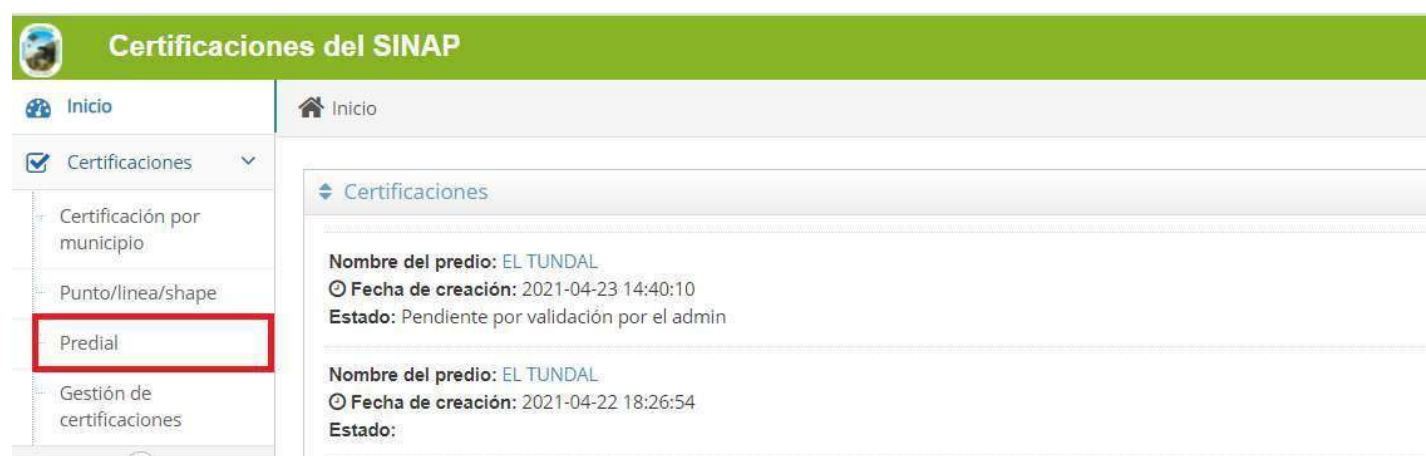 Certificaciones del SINAP
Inicio
Inicio
Certificaciones
Certificación por
municipio
Punto/linea/shape
Predial
Gestión de
certificaciones
Certificaciones
Nombre del predio: EL TUNDAL
Fecha de creación: 2021-04-23 14:40:10
Estado: Pendiente por validación por el admin
Nombre del predio: EL TUNDAL
Fecha de creación: 2021-04-22 18:26:54
Estado: